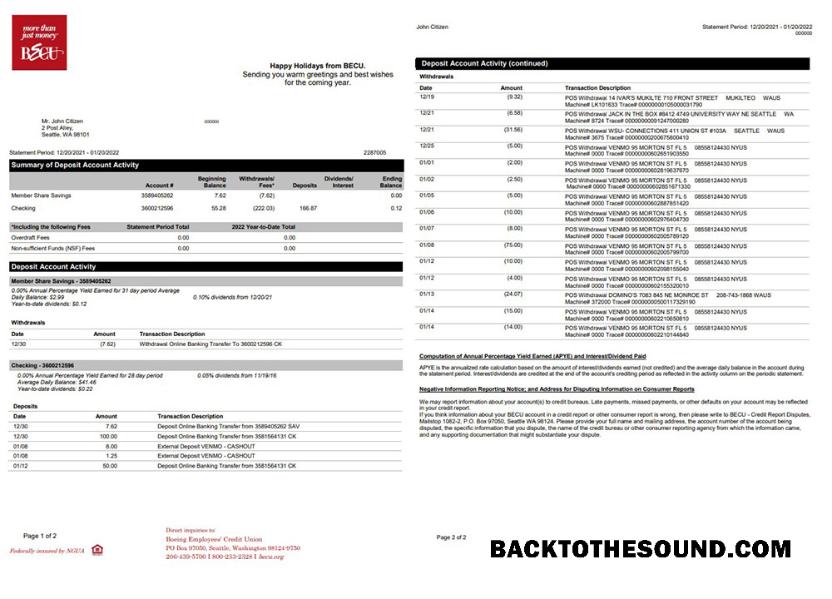 more than
just money
BECU
Happy Holidays from BECU.
Sending you warm greetings and best wishes
for the coming year.
Mr. John Citizen
2 Post Alley,
Seattle, WA 98101
000000
Statement Period: 12/20/2021 - 01/20/2022 2287005
Summary of Deposit Account Activity
Account # Beginning Balance Withdrawals/ Fees* Deposits Dividends/ Interest Ending Balance
Member Share Savings 3589405262 7.62 (7.62) 0.00
Checking 3600212596 55.28 (222.03) 166.87 0.12
*Including the following Fees Statement Period Total 2022 Year-to-Date Total
Overdraft Fees 0.00 0.00
Non-sufficient Funds (NSF) Fees 0.00 0.00
Deposit Account Activity
Member Share Savings - 3589405262
0.00% Annual Percentage Yield Earned for 31 day period Average
Daily Balance: $2.99 0.10% dividends from 12/20/21
Year-to-date dividends: $0.12
Withdrawals
Date Amount Transaction Description
12/30 (7.62) Withdrawal Online Banking Transfer To 3600212596 CK
Checking - 3600212596
0.00% Annual Percentage Yield Earned for 28 day period 0.05% dividends from 11/19/16
Average Daily Balance: $41.46
Year-to-date dividends: $0.22
Deposits
Date Amount Transaction Description
12/30 7.62 Deposit Online Banking Transfer from 3589405262 SAV
12/30 100.00 Deposit Online Banking Transfer from 3581564131 CK
01/06 8.00 External Deposit VENMO - CASHOUT
01/08 1.25 External Deposit VENMO - CASHOUT
01/12 50.00 Deposit Online Banking Transfer from 3581564131 CK
Page 1 of 2
Federally insured by NCUA
Direct inquiries to:
Boeing Employees' Credit Union
PO Box 97050, Seattle, Washington 98124-9750
206-439-5700 I 800-233-2328 I becu.org
John Citizen Statement Period: 12/20/2021 - 01/20/2022
000000
Deposit Account Activity (continued)
Withdrawals
Date Amount Transaction Description
12/19 (9.32) POS Withdrawal 14 IVAR'S MUKILTE 710 FRONT STREET MUKILTEO WAUS
Machine# LK101633 Trace#
12/21 (6.58) POS Withdrawal JACK IN THE BOX #8412 4749 UNIVERSITY WAY NE SEATTLE WA
Machine# 8724 Trace#
12/21 (31.56) POS Withdrawal WSU- CONNECTIONS 411 UNION ST #103A SEATTLE WAUS
Machine# 3675 Trace#
12/25 (5.00) POS Withdrawal VENMO 95 MORTON ST FL 5 08558124430 NYUS
Machine# 0000 Trace#
01/01 (2.00) POS Withdrawal VENMO 95 MORTON ST FL 5 08558124430 NYUS
Machine# 0000 Trace#
01/02 (2.50) POS Withdrawal VENMO 95 MORTON ST FL 5 08558124430 NYUS
Machine# 0000 Trace#
01/05 (5.00) POS Withdrawal VENMO 95 MORTON ST FL 5 08558124430 NYUS
Machine# 0000 Trace#
01/06 (10.00) POS Withdrawal VENMO 95 MORTON ST FL 5 08558124430 NYUS
Machine# 0000 Trace#
01/07 (8.00) POS Withdrawal VENMO 95 MORTON ST FL 5 08558124430 NYUS
Machine# 0000 Trace#
01/08 (75.00) POS Withdrawal VENMO 95 MORTON ST FL 5 08558124430 NYUS
Machine# 0000 Trace#
01/12 (10.00) POS Withdrawal VENMO 95 MORTON ST FL 5 08558124430 NYUS
Machine# 0000 Trace#
01/12 (4.00) POS Withdrawal VENMO 95 MORTON ST FL 5 08558124430 NYUS
Machine# 0000 Trace#
01/13 (24.07) POS Withdrawal DOMINO'S 7083 845 NE MONROE ST 208-743-1868 WAUS
Machine# 372000 Trace#
01/14 (15.00) POS Withdrawal VENMO 95 MORTON ST FL 5 08558124430 NYUS
Machine# 0000 Trace#
01/14 (14.00) POS Withdrawal VENMO 95 MORTON ST FL 5 08558124430 NYUS
Machine# 0000 Trace#
Computation of Annual Percentage Yield Earned (APYE) and Interest/Dividend Paid
APYE is the annualized rate calculation based on the amount of interest/dividends earned (not credited) and the average daily balance in the account during
the statement period. Interest/dividends are credited at the end of the account's crediting period as reflected in the activity column on the periodic statement.
Negative Information Reporting Notice; and Address for Disputing Information on Consumer Reports
We may report information about your account(s) to credit bureaus. Late payments, missed payments, or other defaults on your account may be reflected
in your credit report.
If you think information about your BECU account in a credit report or other consumer report is wrong, then please write to BECU - Credit Report Disputes,
Mailstop 1082-2, P.O. Box 97050, Seattle WA 98124. Please provide your full name and mailing address, the account number of the account being
disputed, the specific information that you dispute, the name of the credit bureau or other consumer reporting agency from which the information came,
and any supporting documentation that might substantiate your dispute.
Page 2 of 2
BACKTOTHESOUND.COM